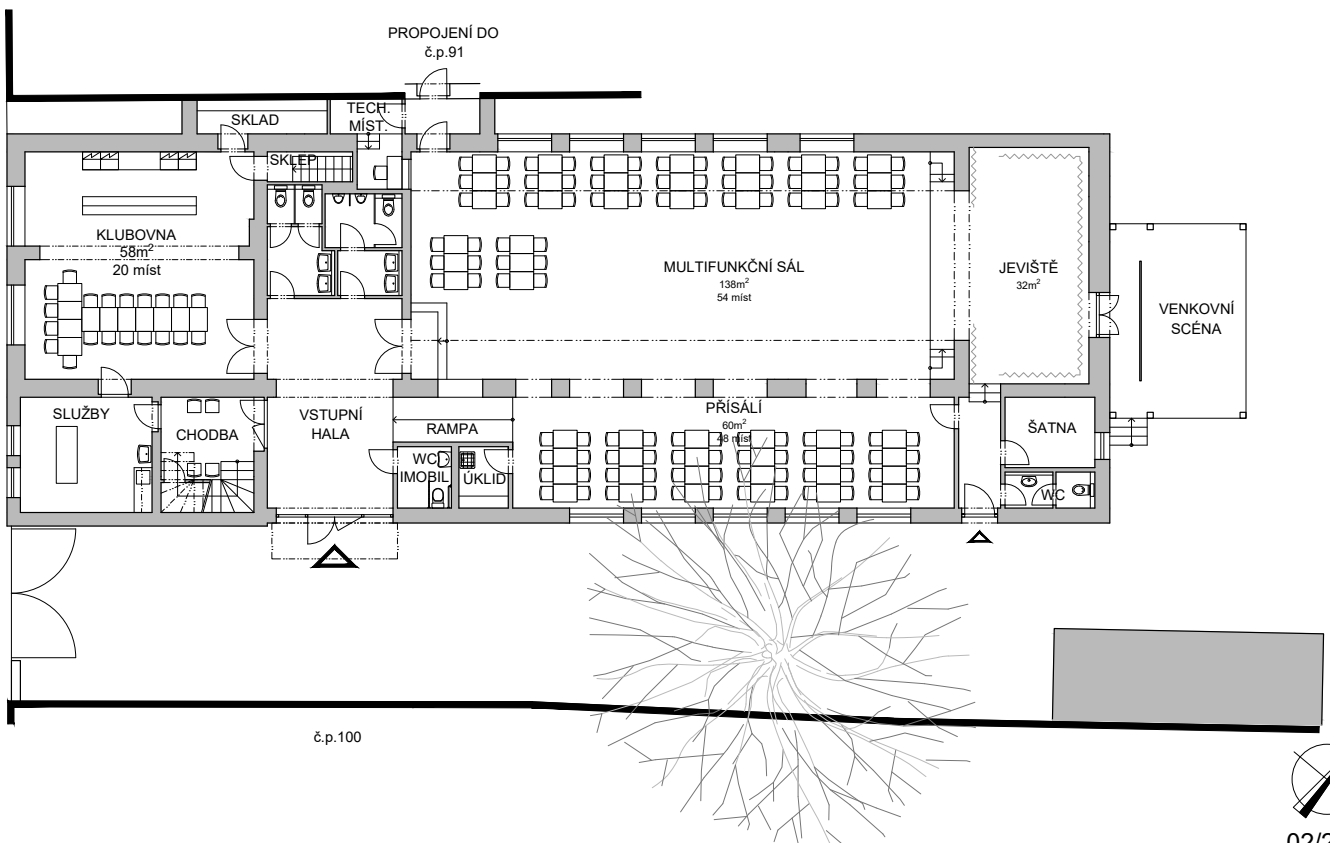 PROPOJENÍ DO
č.p.91
SKLAD
TECH.
MÍST.
SKLEP
KLUBOVNA
58m²
20 míst
MULTIFUNKČNÍ SÁL
138m²
54 míst
JEVIŠTĚ
32m²
VENKOVNÍ
SCÉNA
SLUŽBY
CHODBA
VSTUPNÍ
HALA
RAMPA
PŘÍSÁLÍ
60m²
48 míst
ŠATNA
WC
IMOBIL
ÚKLID
WC
č.p.100